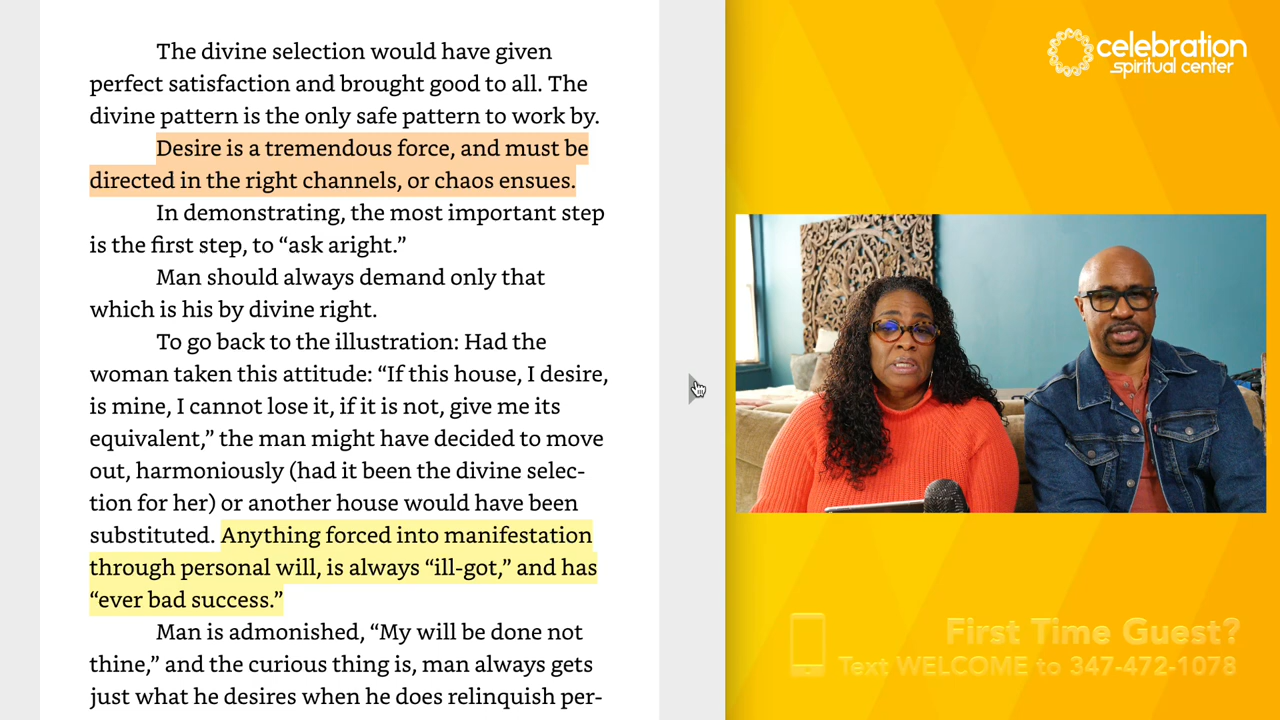 The divine selection would have given
perfect satisfaction and brought good to all. The
divine pattern is the only safe pattern to work by.
Desire is a tremendous force, and must be
directed in the right channels, or chaos ensues.
In demonstrating, the most important step
is the first step, to “ask aright.”
Man should always demand only that
which is his by divine right.
To go back to the illustration: Had the
woman taken this attitude: “If this house, I desire,
is mine, I cannot lose it, if it is not, give me its
equivalent,” the man might have decided to move
out, harmoniously (had it been the divine selec-
tion for her) or another house would have been
substituted. Anything forced into manifestation
through personal will, is always “ill-got,” and has
“ever bad success.”
Man is admonished, “My will be done not
thine,” and the curious thing is, man always gets
just what he desires when he does relinquish per-
celebration
spiritual center
First Time Guest?
Text WELCOME to 347-472-1078